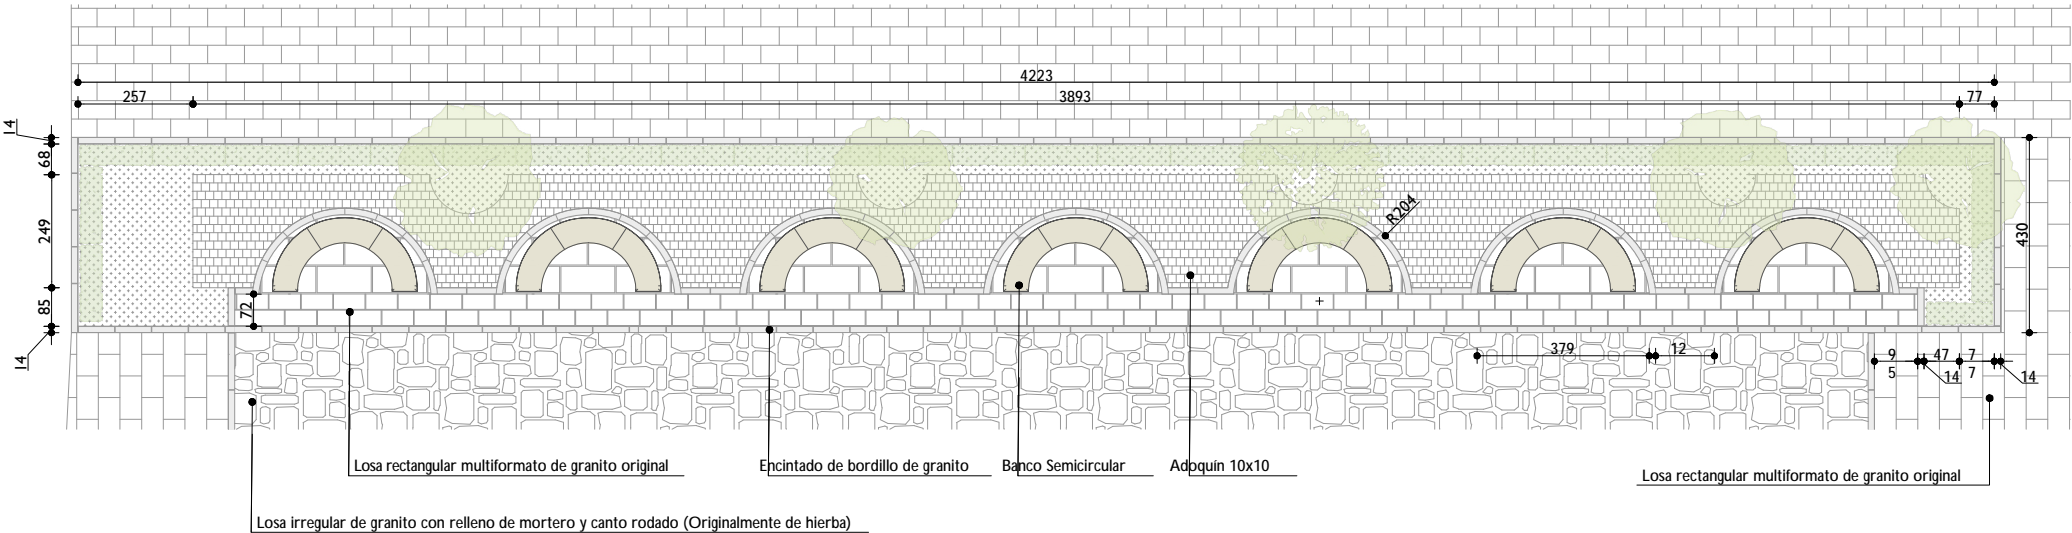 4223
257
3893
77
14
68
249
85
14
72
R204
430
379
12
9
5
14
47
7
7
14
Losa rectangular multiformato de granito original
Encintado de bordillo de granito
Banco Semicircular
Adoquín 10x10
Losa rectangular multiformato de granito original
Losa irregular de granito con relleno de mortero y canto rodado (Originalmente de hierba)